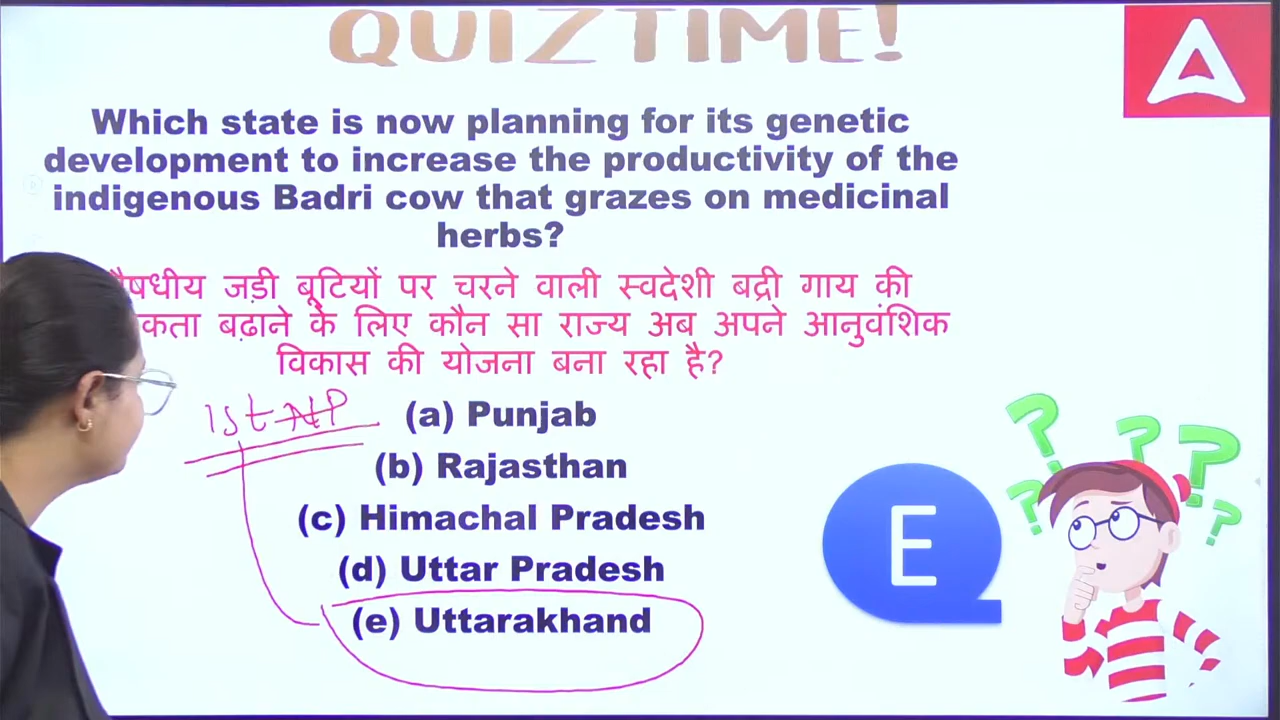 QUIZTIME!
Which state is now planning for its genetic
development to increase the productivity of the
indigenous Badri cow that grazes on medicinal
herbs?
जड़ी बूटियों पर चरने वाली स्वदेशी बद्री गाय की
बढ़ाने के लिए कौन सा राज्य अब अपने आनुवंशिक
विकास की योजना बना रहा है?
1st NP
(a) Punjab
(b) Rajasthan
(c) Himachal Pradesh
(d) Uttar Pradesh
(e) Uttarakhand
E